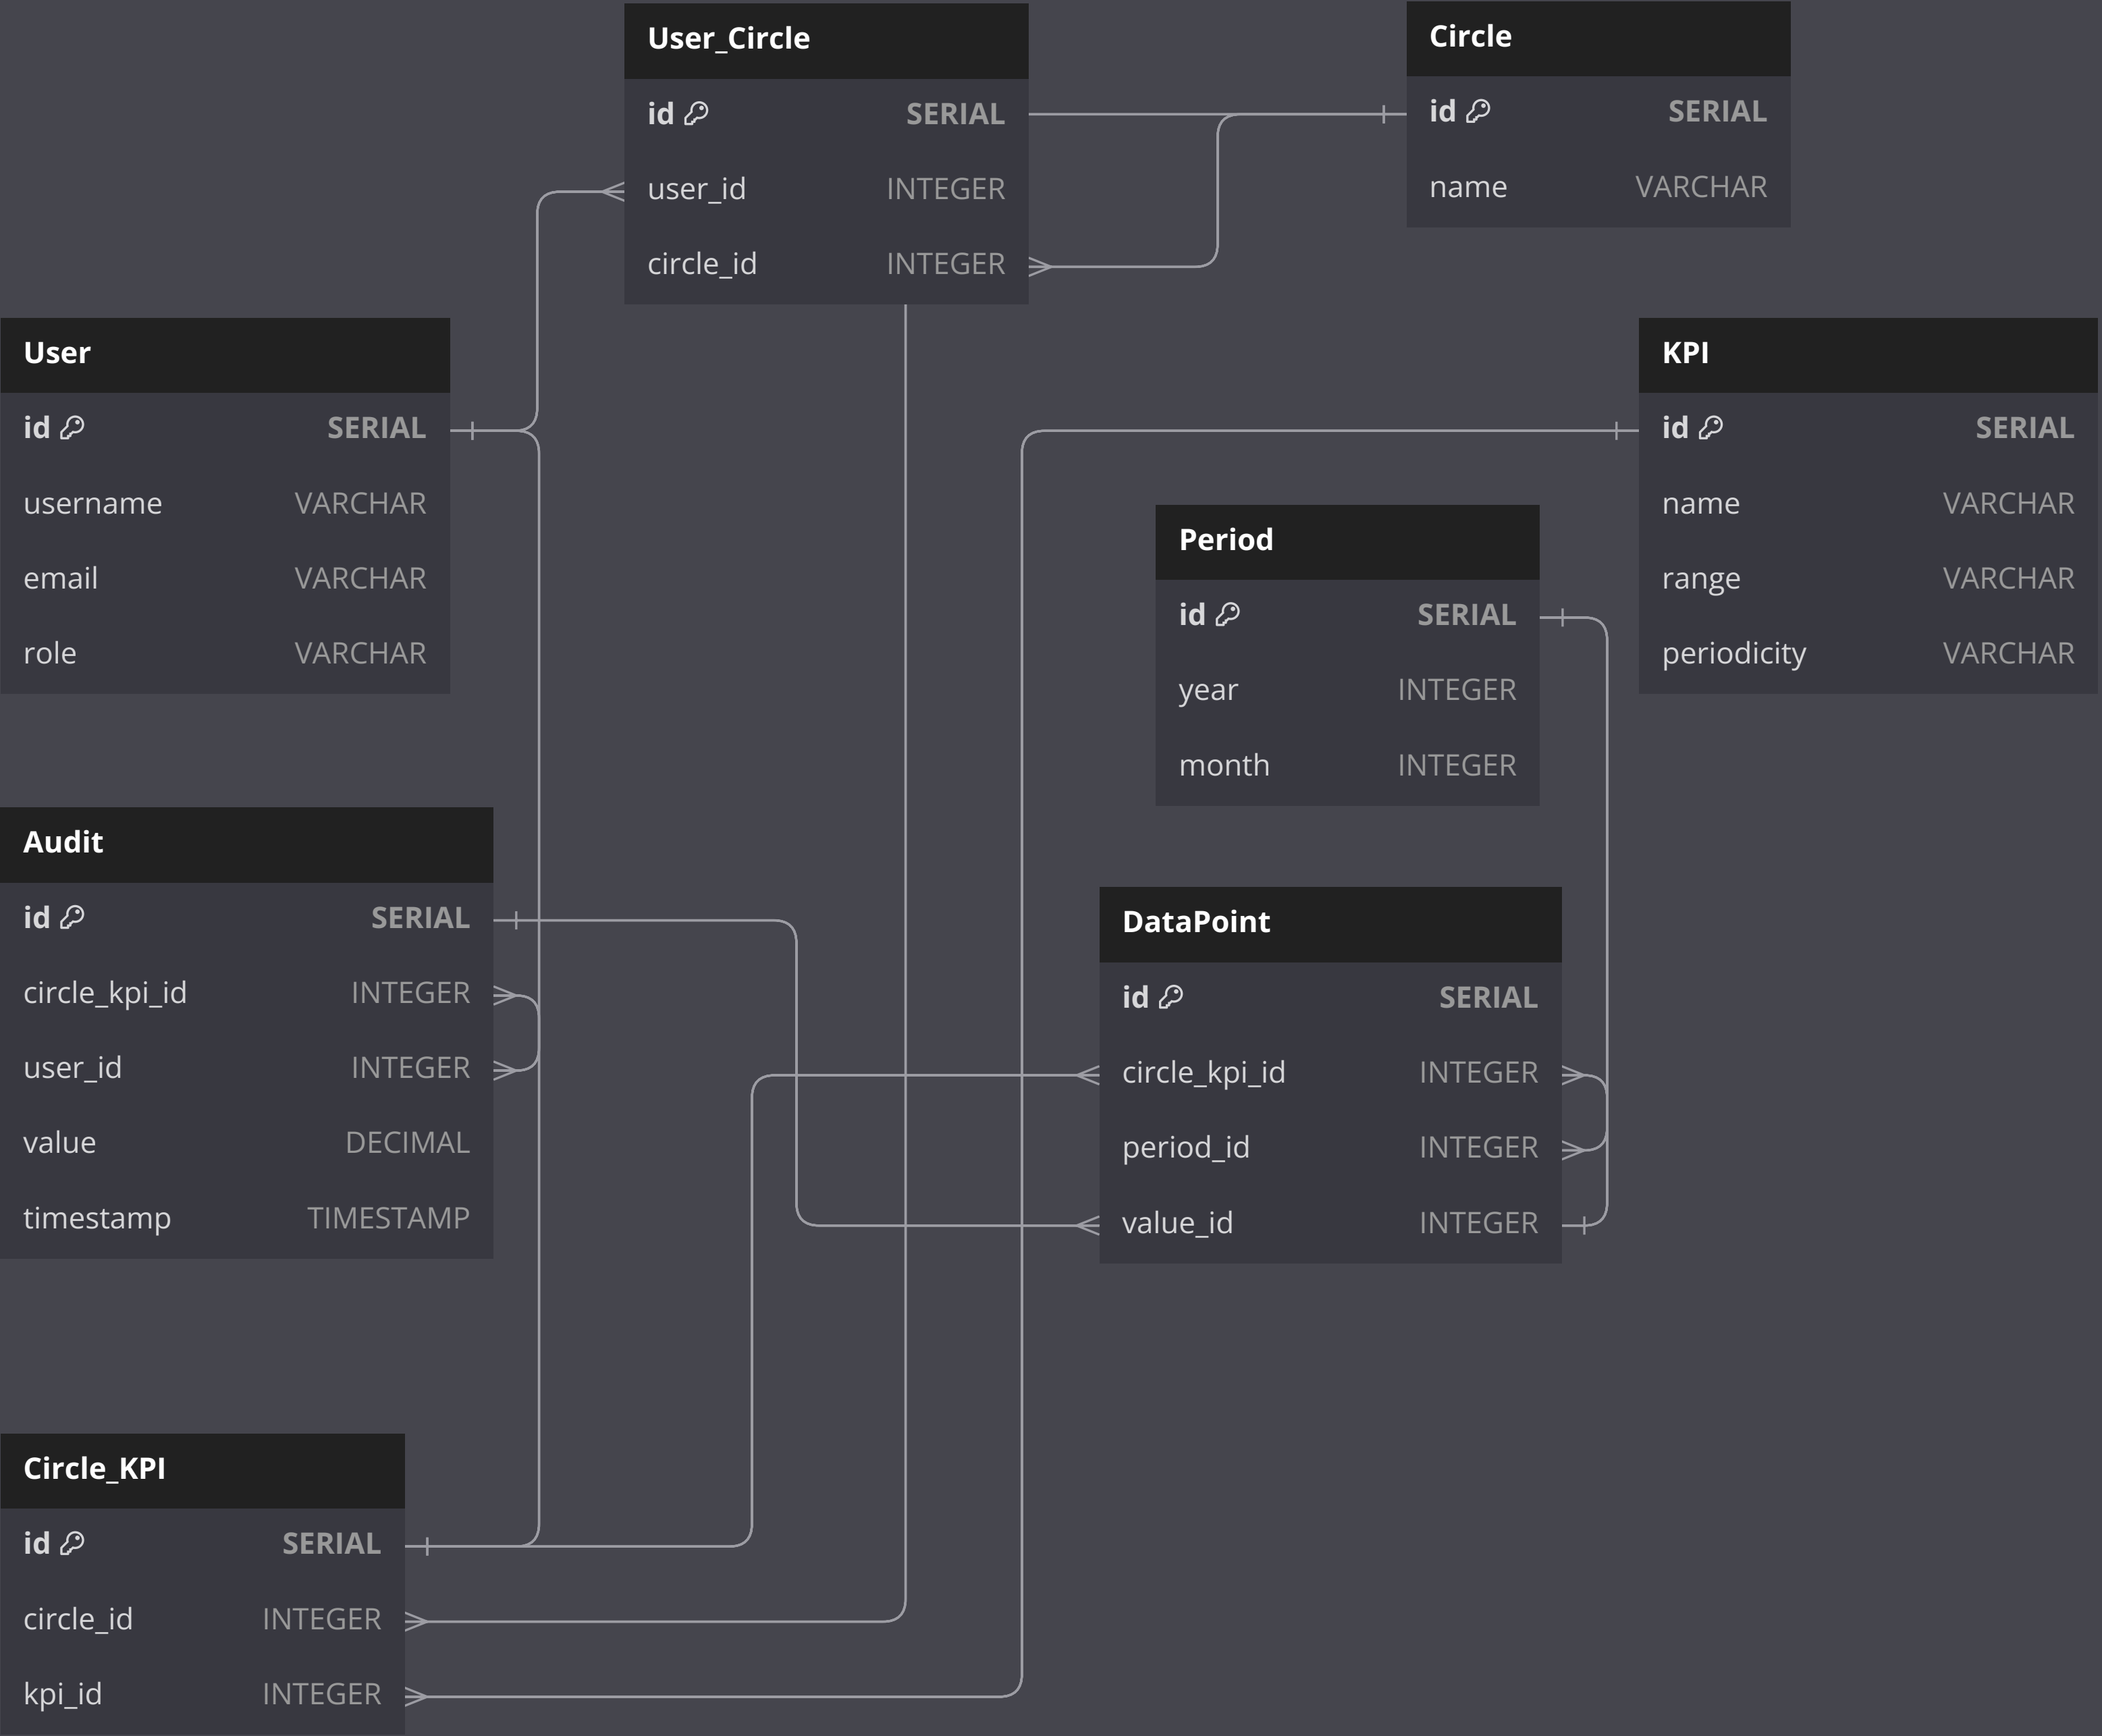 User_Circle
id SERIAL
user_id INTEGER
circle_id INTEGER
Circle
id SERIAL
name VARCHAR
User
id SERIAL
username VARCHAR
email VARCHAR
role VARCHAR
KPI
id SERIAL
name VARCHAR
range VARCHAR
periodicity VARCHAR
Period
id SERIAL
year INTEGER
month INTEGER
Audit
id SERIAL
circle_kpi_id INTEGER
user_id INTEGER
value DECIMAL
timestamp TIMESTAMP
DataPoint
id SERIAL
circle_kpi_id INTEGER
period_id INTEGER
value_id INTEGER
Circle_KPI
id SERIAL
circle_id INTEGER
kpi_id INTEGER